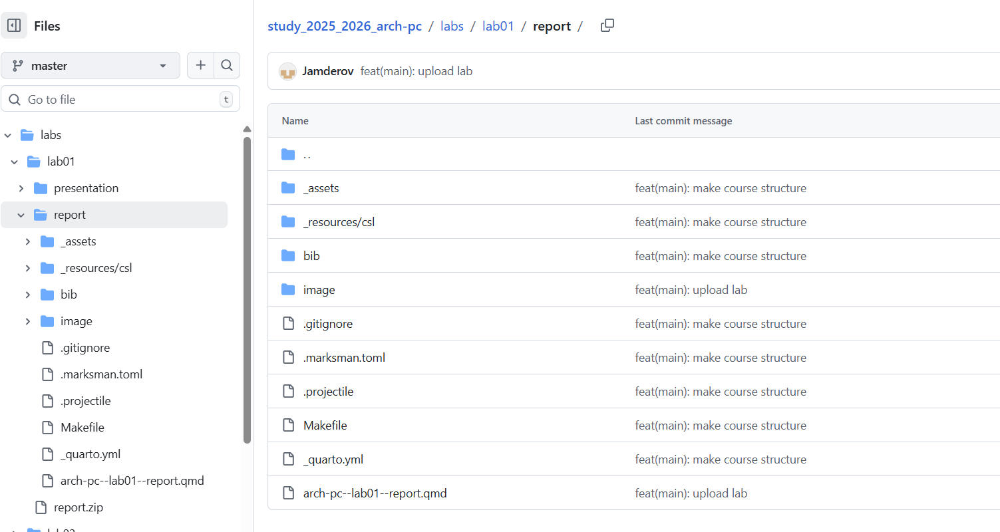 Files
master
Go to file
t
labs
lab01
presentation
report
_assets
_resources/csl
bib
image
.gitignore
.marksman.toml
.projectile
Makefile
_quarto.yml
arch-pc--lab01--report.qmd
report.zip
study_2025_2026_arch-pc / labs / lab01 / report /
Jamderov feat(main): upload lab
Name Last commit message
..
_assets feat(main): make course structure
_resources/csl feat(main): make course structure
bib feat(main): make course structure
image feat(main): upload lab
.gitignore feat(main): make course structure
.marksman.toml feat(main): make course structure
.projectile feat(main): make course structure
Makefile feat(main): make course structure
_quarto.yml feat(main): make course structure
arch-pc--lab01--report.qmd feat(main): upload lab